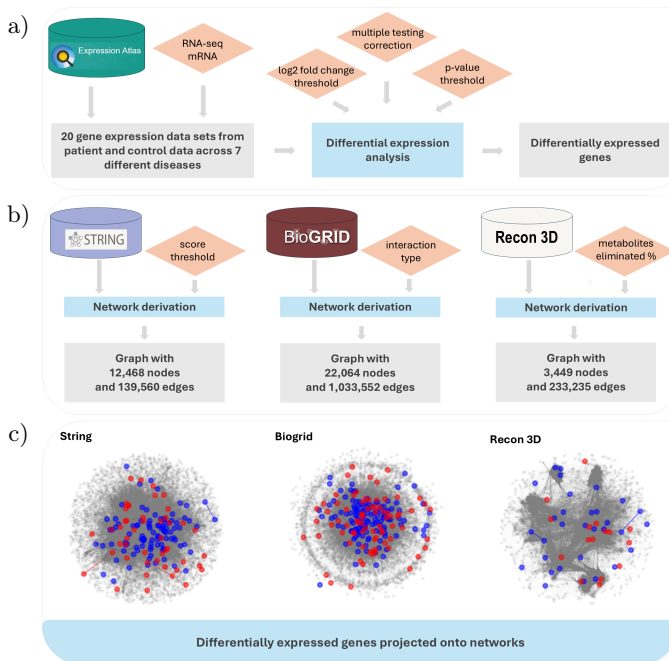 a)
Expression Atlas
RNA-seq
mRNA
log2 fold change
threshold
multiple testing
correction
p-value
threshold
20 gene expression data sets from
patient and control data across 7
different diseases
Differential expression
analysis
Differentially expressed
genes
b)
STRING
score
threshold
BioGRID
interaction
type
Recon 3D
metabolites
eliminated %
Network derivation
Network derivation
Network derivation
Graph with
12,468 nodes
and 139,560 edges
Graph with
22,064 nodes
and 1,033,552 edges
Graph with
3,449 nodes
and 233,235 edges
c)
String
Biogrid
Recon 3D
Differentially expressed genes projected onto networks